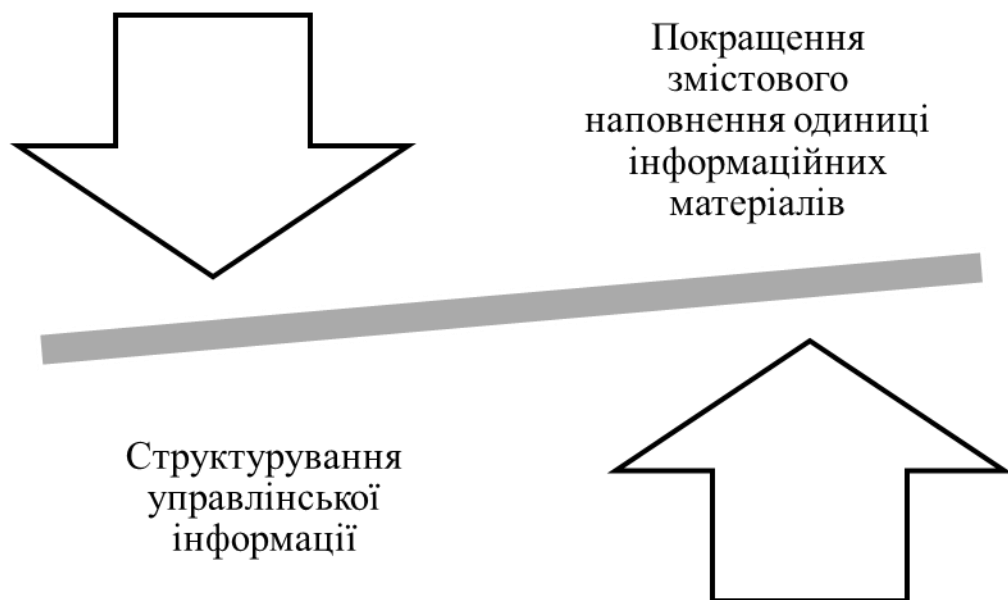 Покращення
змістового
наповнення одиниці
інформаційних
матеріалів
Структурування
управлінської
інформації